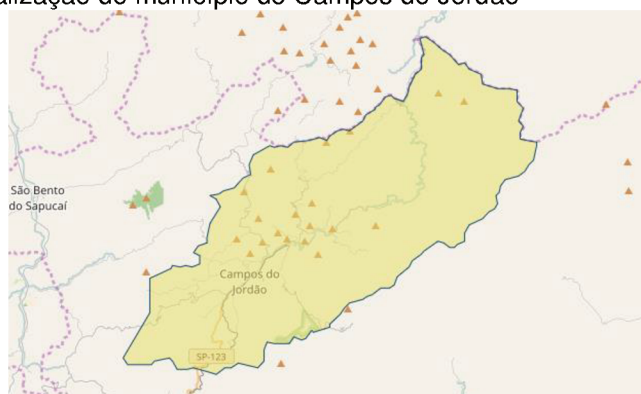 alização do município de Campos do Jordão
São Bento
do Sapucaí
Campos do
Jordão
SP-123